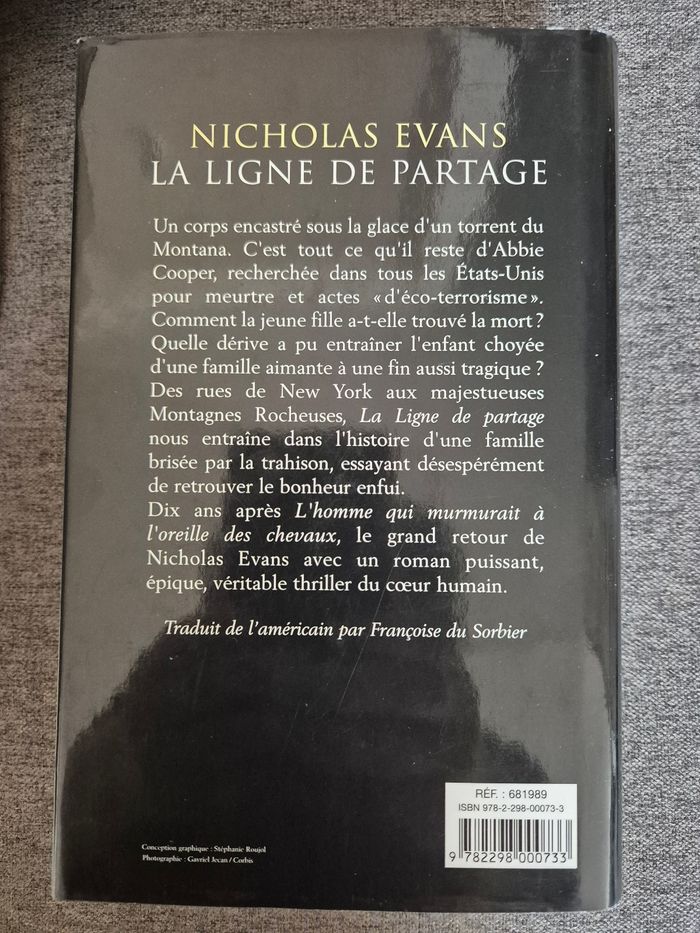 NICHOLAS EVANS
LA LIGNE DE PARTAGE
Un corps encastré sous la glace d'un torrent du
Montana. C'est tout ce qu'il reste d'Abbie
Cooper, recherchée dans tous les États-Unis
pour meurtre et actes « d'éco-terrorisme ».
Comment la jeune fille a-t-elle trouvé la mort ?
Quelle dérive a pu entraîner l'enfant choyée
d'une famille aimante à une fin aussi tragique ?
Des rues de New York aux majestueuses
Montagnes Rocheuses, La Ligne de partage
nous entraîne dans l'histoire d'une famille
brisée par la trahison, essayant désespérément
de retrouver le bonheur enfui.
Dix ans après L'homme qui murmurait à
l'oreille des chevaux, le grand retour de
Nicholas Evans avec un roman puissant,
épique, véritable thriller du cœur humain.
Traduit de l'américain par Françoise du Sorbier
RÉF. : 681989
ISBN 978-2-298-00073-3
9 782298 000733
Conception graphique : Stéphanie Roujol
Photographie : Gavriel Jecan / Corbis